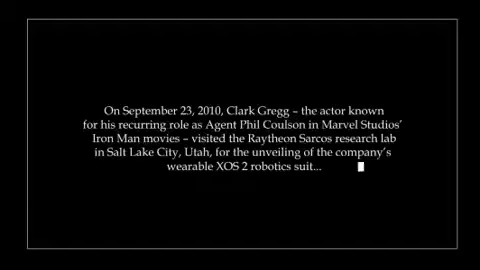 On September 23, 2010, Clark Gregg – the actor known
for his recurring role as Agent Phil Coulson in Marvel Studios’
Iron Man movies – visited the Raytheon Sarcos research lab
in Salt Lake City, Utah, for the unveiling of the company’s
wearable XOS 2 robotics suit...